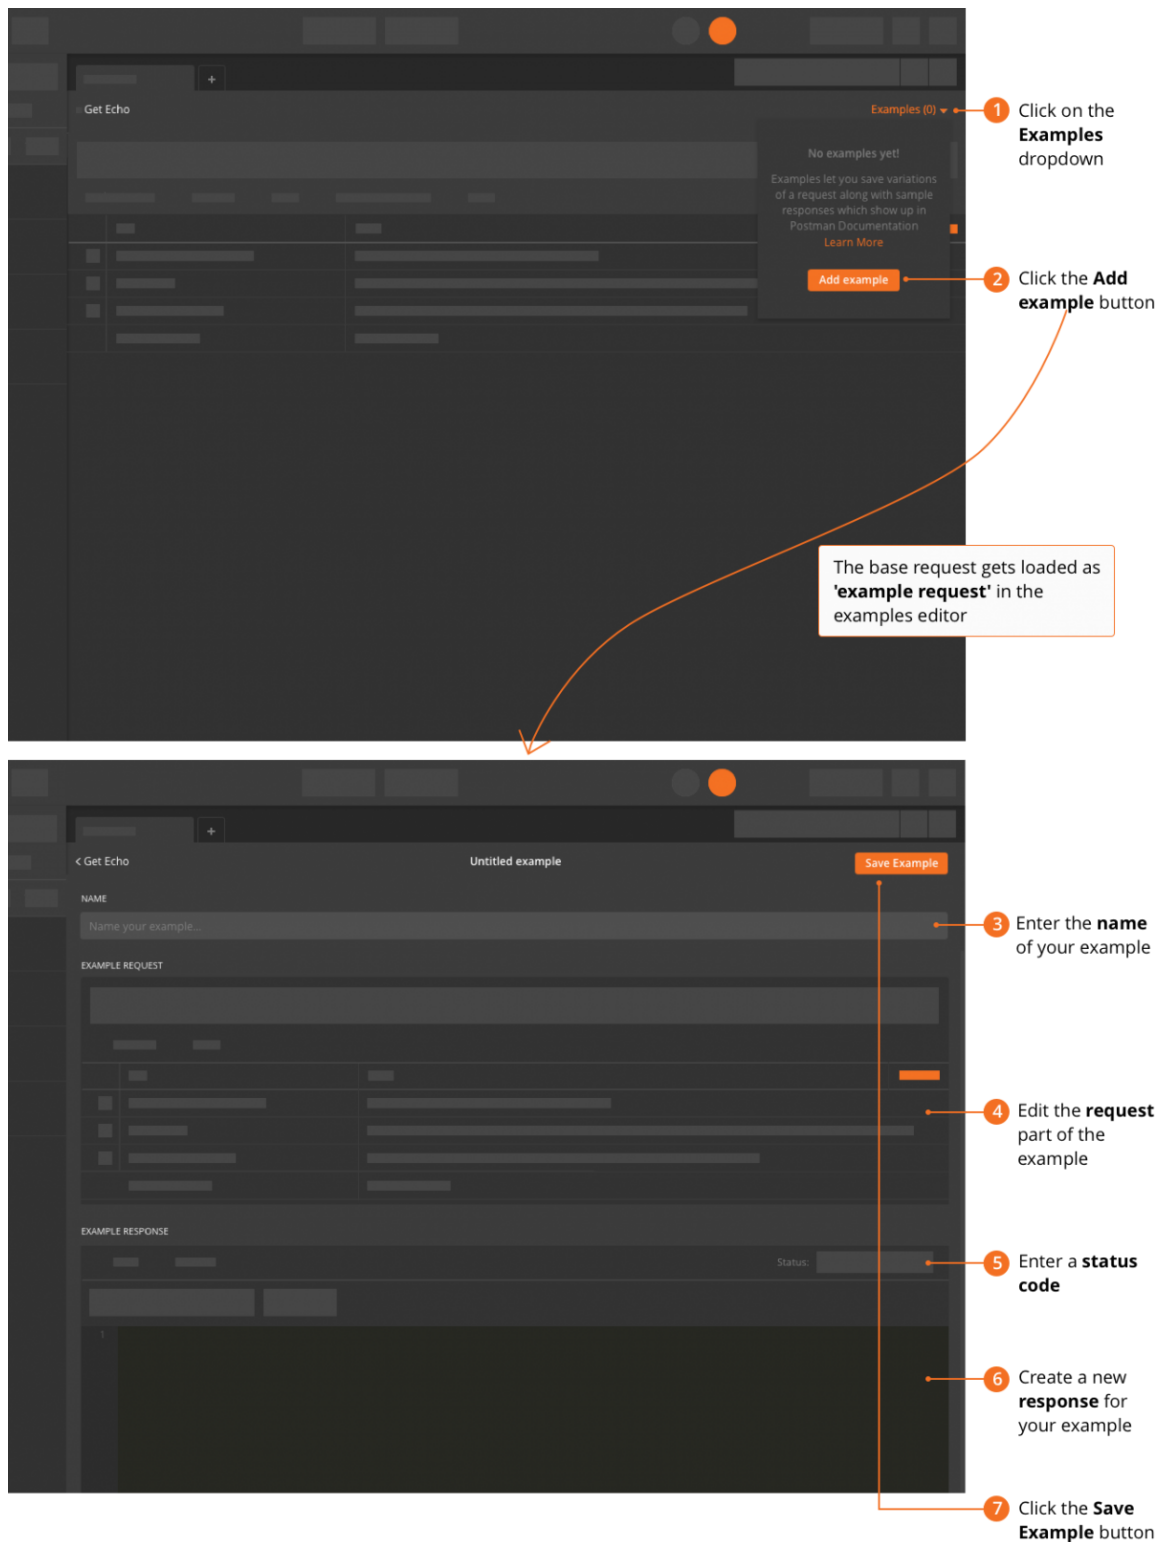 +
Get Echo
Examples (0)
1 Click on the
Examples
dropdown
No examples yet!
Examples let you save variations
of a request along with sample
responses which show up in
Postman Documentation
Learn More
Add example
2 Click the Add
example button
The base request gets loaded as
'example request' in the
examples editor
+
< Get Echo
Untitled example
Save Example
NAME
Name your example...
3 Enter the name
of your example
EXAMPLE REQUEST
4 Edit the request
part of the
example
EXAMPLE RESPONSE
Status:
5 Enter a status
code
1
6 Create a new
response for
your example
7 Click the Save
Example button